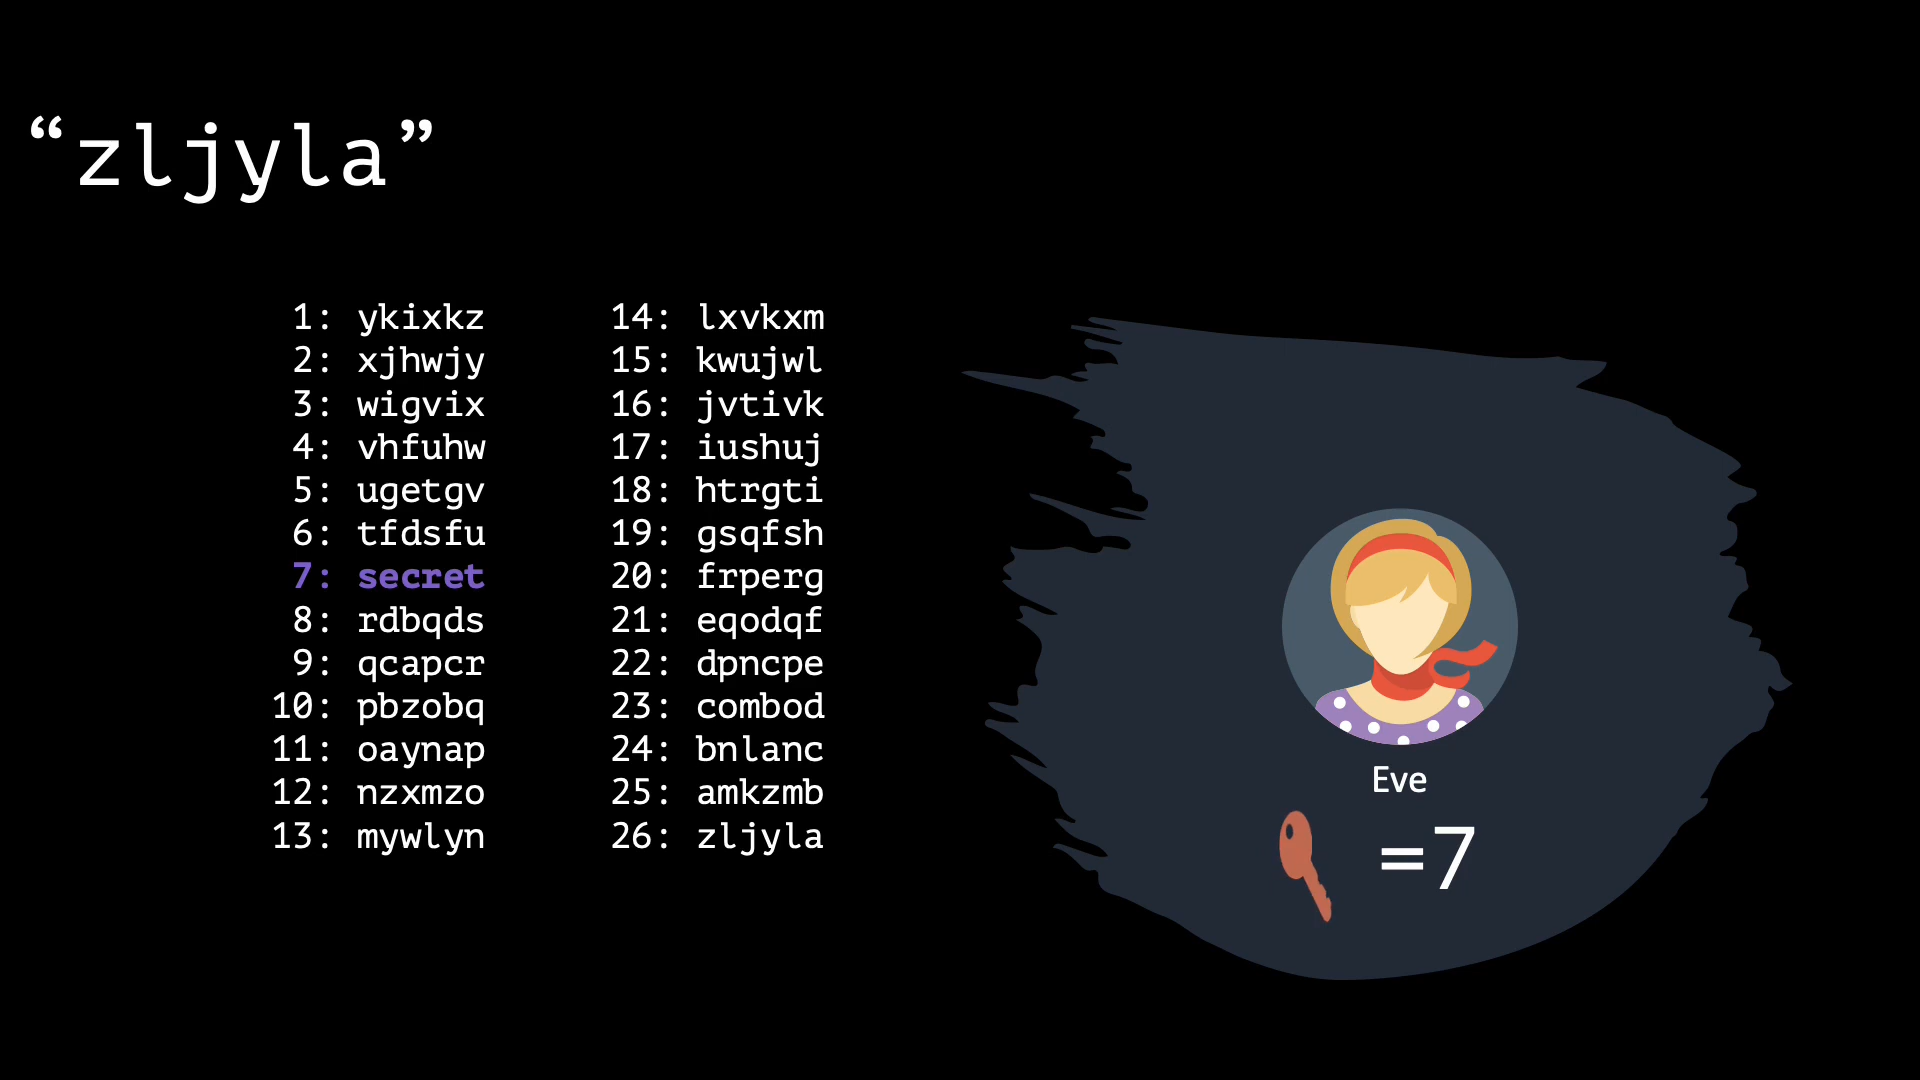 “zljyla”
1: ykixkz
2: xjhwjy
3: wigvix
4: vhfuhw
5: ugetgv
6: tfdsfu
7: secret
8: rdbqds
9: qcapcr
10: pbzobq
11: oaynap
12: nzxmzo
13: mywlyn
14: lxvkxm
15: kwujwl
16: jvtivk
17: iushuj
18: htrgti
19: gsqfsh
20: frperg
21: eqodqf
22: dpncpe
23: combod
24: bnlanc
25: amkzmb
26: zljyla
Eve
=7